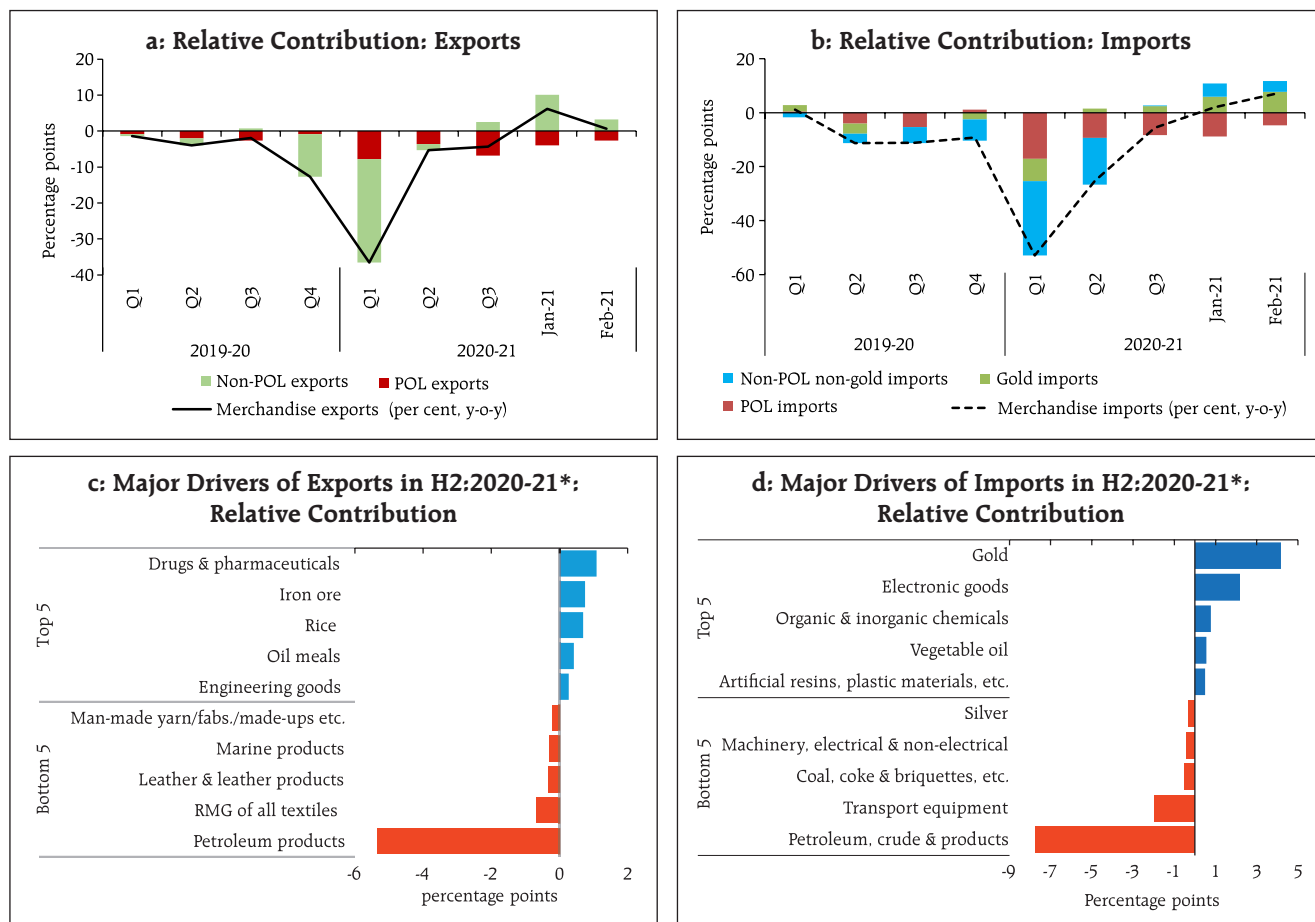 a: Relative Contribution: Exports
20
10
0
-10
-20
-30
-40
Percentage points
Q1
Q2
Q3
Q4
Q1
Q2
Q3
Jan-21
Feb-21
2019-20
2020-21
Non-POL exports
POL exports
Merchandise exports (per cent, y-o-y)
b: Relative Contribution: Imports
20
0
-20
-40
-60
Percentage points
Q1
Q2
Q3
Q4
Q1
Q2
Q3
Jan-21
Feb-21
2019-20
2020-21
Non-POL non-gold imports
Gold imports
POL imports
Merchandise imports (per cent, y-o-y)
c: Major Drivers of Exports in H2:2020-21*:
Relative Contribution
Top 5
Drugs & pharmaceuticals
Iron ore
Rice
Oil meals
Engineering goods
Bottom 5
Man-made yarn/fabs./made-ups etc.
Marine products
Leather & leather products
RMG of all textiles
Petroleum products
-6
-4
-2
0
2
percentage points
d: Major Drivers of Imports in H2:2020-21*:
Relative Contribution
Top 5
Gold
Electronic goods
Organic & inorganic chemicals
Vegetable oil
Artificial resins, plastic materials, etc.
Bottom 5
Silver
Machinery, electrical & non-electrical
Coal, coke & briquettes, etc.
Transport equipment
Petroleum, crude & products
-9
-7
-5
-3
-1
1
3
5
Percentage points